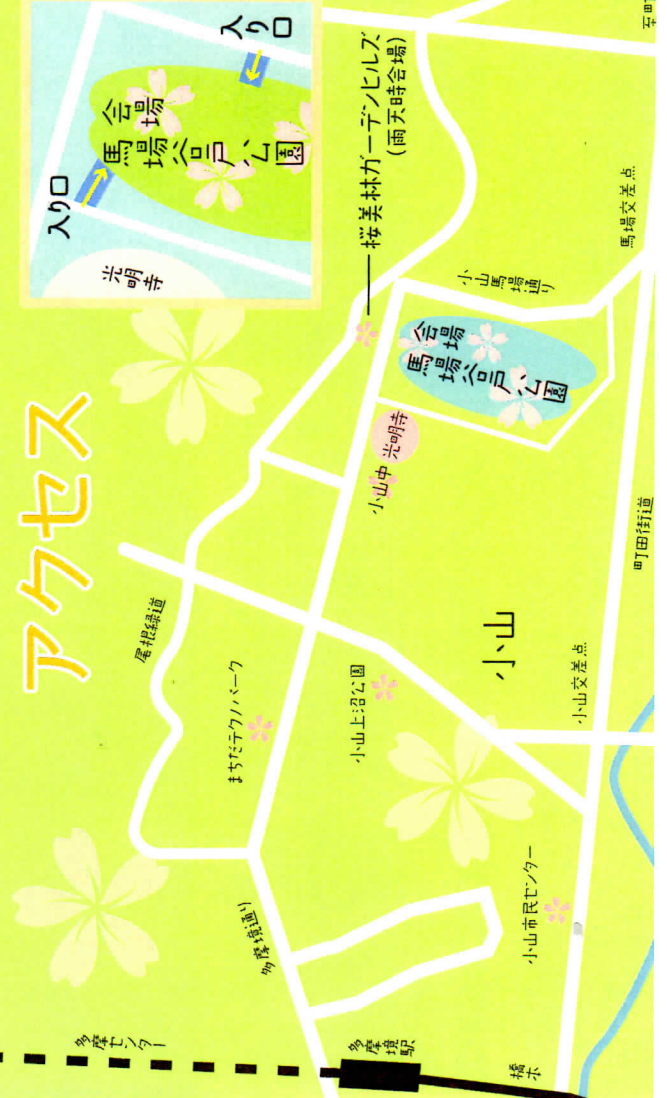 アクセス
入り口
入り口
会場
馬場谷戸公園
光明寺
桜美林ガーデンヒルズ
(雨天時会場)
尾根緑道
まちだテクノパーク
小山中
光明寺
会場
馬場谷戸公園
小山馬場通り
馬場交差点
小山上沼公園
小山
小山交差点
町田街道
多摩境通り
小山市民センター
多摩センター
多摩境駅
橋本